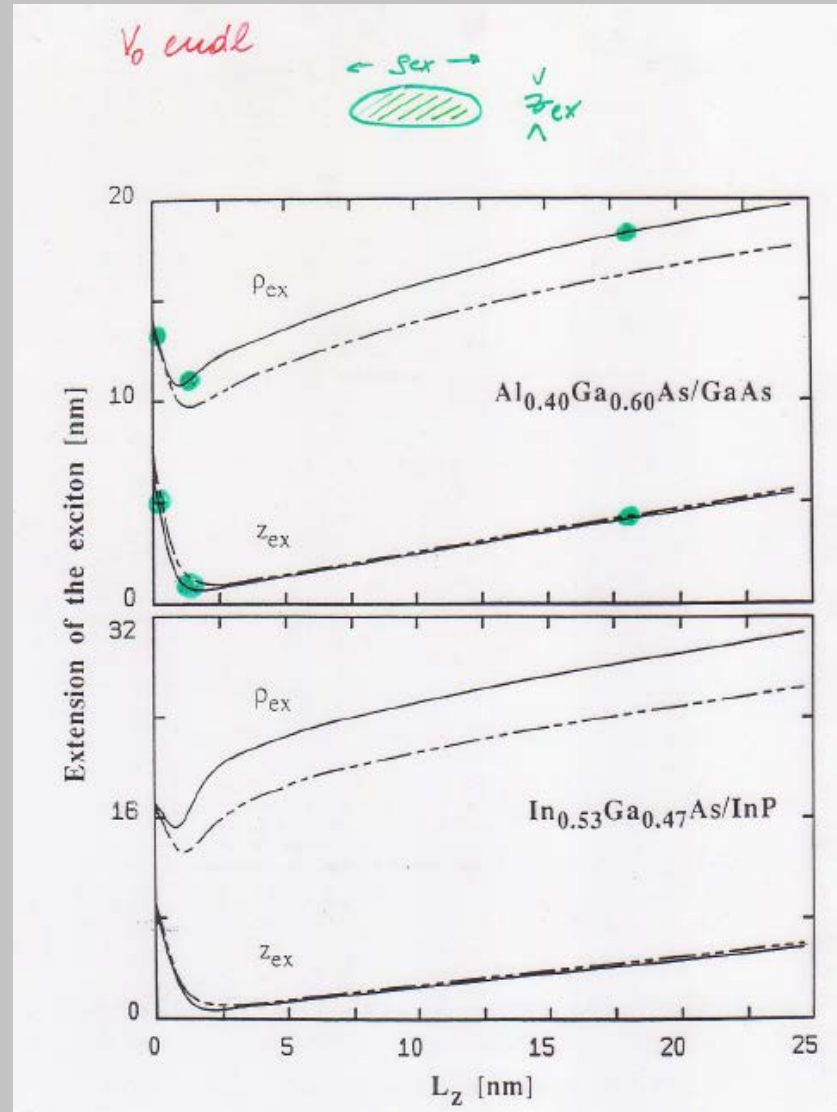 V₀ endl
← ρex →
zex
20
ρex
10
Al0.40Ga0.60As/GaAs
zex
0
Extension of the exciton [nm]
32
ρex
16
In0.53Ga0.47As/InP
zex
0
0 5 10 15 20 25
Lz [nm]